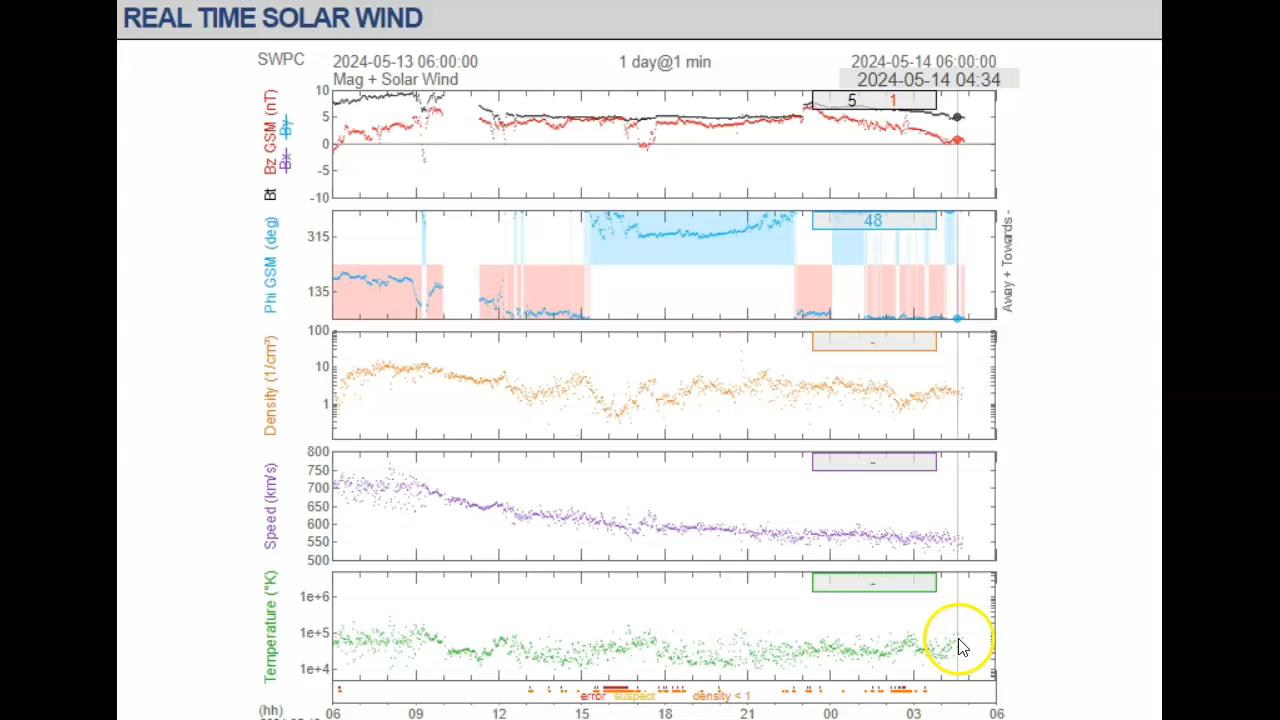 REAL TIME SOLAR WIND
SWPC
2024-05-13 06:00:00
1 day@1 min
2024-05-14 06:00:00
Mag + Solar Wind
2024-05-14 04:34
Bt Bz GSM (nT)
Bx By
10
5
0
-5
-10
5 1
Phi GSM (deg)
315
135
48
Away + Towards -
Density (1/cm³)
100
10
1
-
Speed (km/s)
800
750
700
650
600
550
500
-
Temperature (°K)
1e+6
1e+5
1e+4
-
error suspect density < 1
(hh)
06 09 12 15 18 21 00 03 06